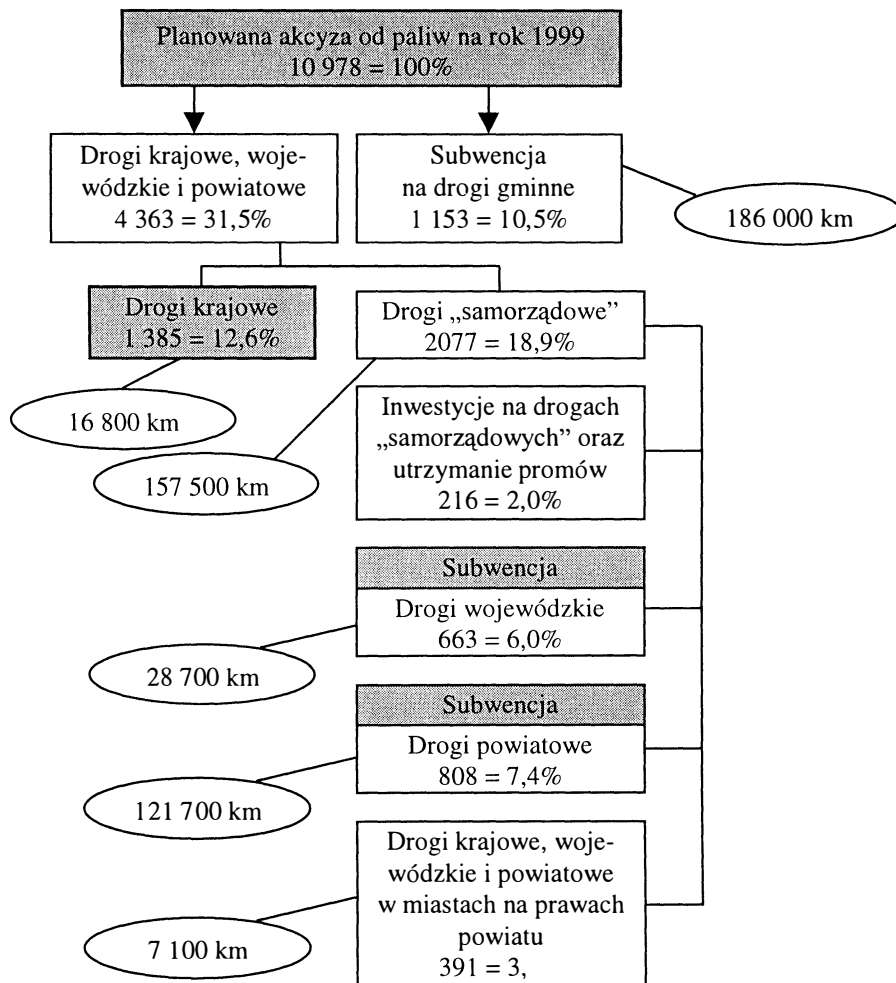 Planowana akcyza od paliw na rok 1999
10 978 = 100%
Drogi krajowe, woje-
wódzkie i powiatowe
4 363 = 31,5%
Subwencja
na drogi gminne
1 153 = 10,5%
186 000 km
Drogi krajowe
1 385 = 12,6%
Drogi „samorządowe”
2077 = 18,9%
16 800 km
157 500 km
Inwestycje na drogach
„samorządowych” oraz
utrzymanie promów
216 = 2,0%
Subwencja
Drogi wojewódzkie
663 = 6,0%
28 700 km
Subwencja
Drogi powiatowe
808 = 7,4%
121 700 km
Drogi krajowe, woje-
wódzkie i powiatowe
w miastach na prawach
powiatu
391 = 3,
7 100 km